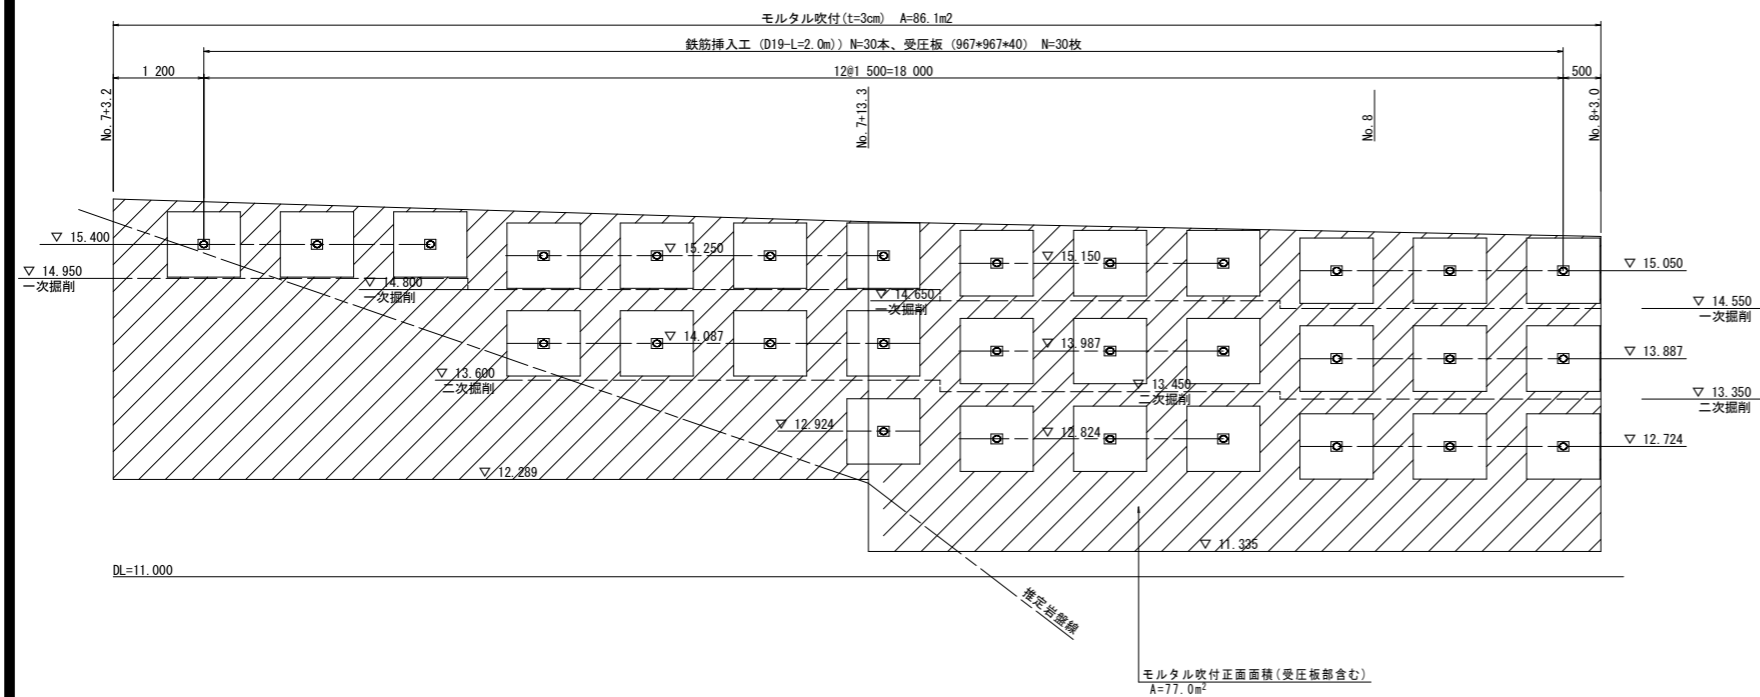 モルタル吹付(t=3cm) A=86.1m2
鉄筋挿入工 (D19-L=2.0m)) N=30本、受圧板 (967*967*40) N=30枚
1 200
12@1 500=18 000
500
No.7+3.2
No.7+13.3
No.8
No.8+3.0
▽ 15.400
▽ 15.250
▽ 15.150
▽ 15.050
▽ 14.950
一次掘削
▽ 14.800
一次掘削
▽ 14.650
一次掘削
▽ 14.550
一次掘削
▽ 14.087
▽ 13.987
▽ 13.887
▽ 13.600
二次掘削
▽ 13.450
二次掘削
▽ 13.350
二次掘削
▽ 12.924
▽ 12.824
▽ 12.724
▽ 12.289
▽ 11.335
DL=11.000
推定岩盤線
モルタル吹付正面面積(受圧板部含む)
A=77.0m²